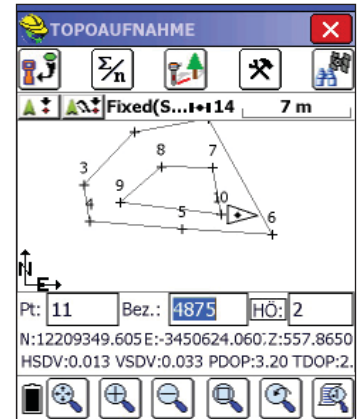 TOPOAUFNAHME
Σ/n
Fixed(S... 14 7 m
8 7
3
9
4 5 10 6
N
E
Pt: 11 Bez.: 4875 HÖ: 2
N:12209349.605 E:-3450624.060 Z:557.8650
HSDV:0.013 VSDV:0.033 PDOP:3.20 TDOP:2.